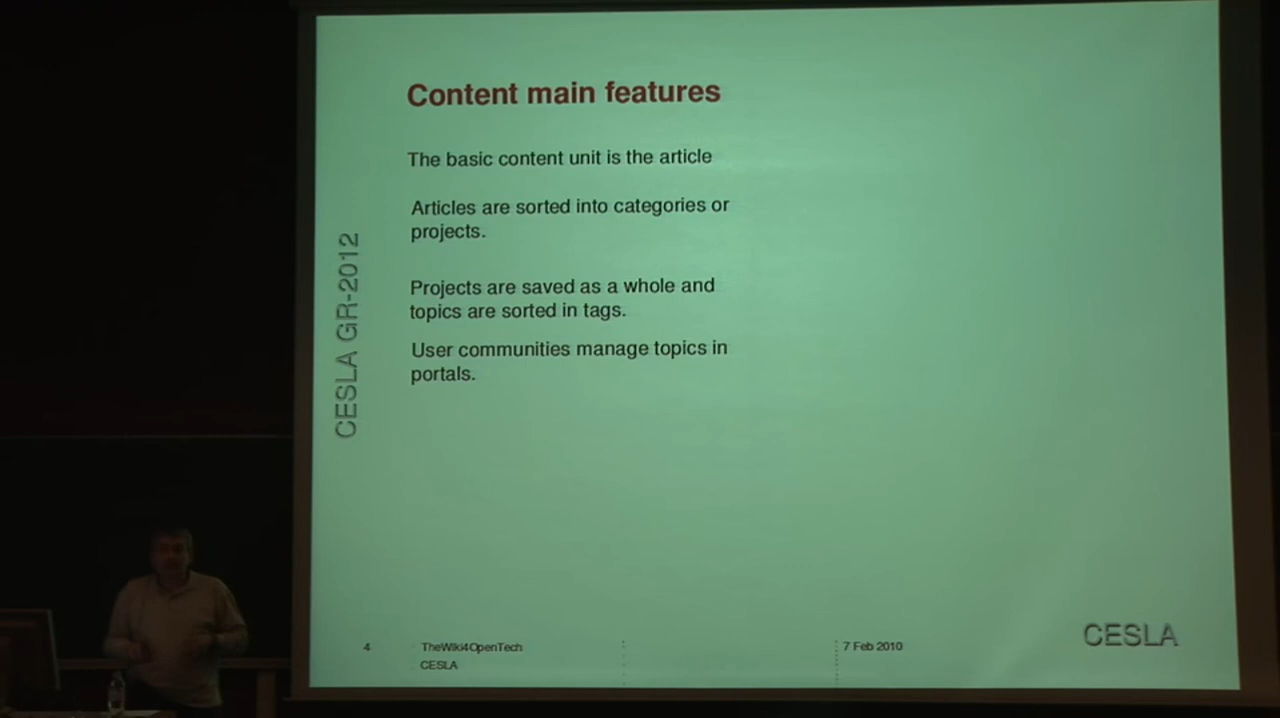 Content main features
The basic content unit is the article
Articles are sorted into categories or
projects.
Projects are saved as a whole and
topics are sorted in tags.
User communities manage topics in
portals.
CESLA GR-2012
CESLA
4
TheWiki4OpenTech
CESLA
7 Feb 2010